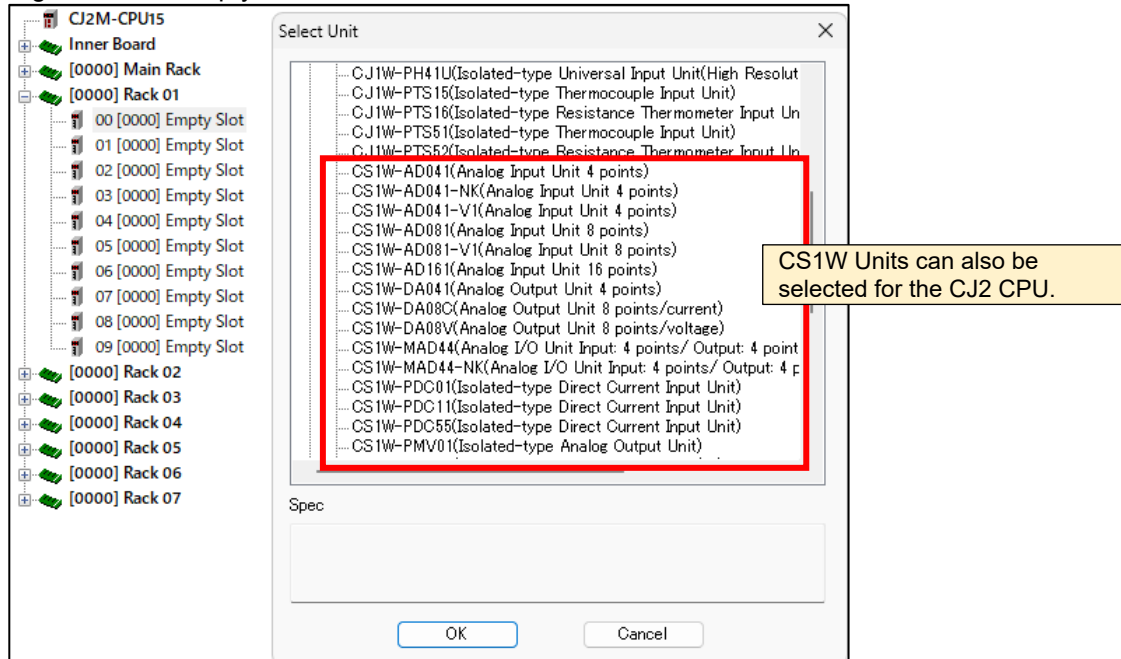 CJ2M-CPU15
Inner Board
[0000] Main Rack
[0000] Rack 01
00 [0000] Empty Slot
01 [0000] Empty Slot
02 [0000] Empty Slot
03 [0000] Empty Slot
04 [0000] Empty Slot
05 [0000] Empty Slot
06 [0000] Empty Slot
07 [0000] Empty Slot
08 [0000] Empty Slot
09 [0000] Empty Slot
[0000] Rack 02
[0000] Rack 03
[0000] Rack 04
[0000] Rack 05
[0000] Rack 06
[0000] Rack 07
Select Unit
CJ1W-PH41U(Isolated-type Universal Input Unit(High Resolut
CJ1W-PTS15(Isolated-type Thermocouple Input Unit)
CJ1W-PTS16(Isolated-type Resistance Thermometer Input Un
CJ1W-PTS51(Isolated-type Thermocouple Input Unit)
CJ1W-PTS52(Isolated-type Resistance Thermometer Input Un
CS1W-AD041(Analog Input Unit 4 points)
CS1W-AD041-NK(Analog Input Unit 4 points)
CS1W-AD041-V1(Analog Input Unit 4 points)
CS1W-AD081(Analog Input Unit 8 points)
CS1W-AD081-V1(Analog Input Unit 8 points)
CS1W-AD161(Analog Input Unit 16 points)
CS1W-DA041(Analog Output Unit 4 points)
CS1W-DA08C(Analog Output Unit 8 points/current)
CS1W-DA08V(Analog Output Unit 8 points/voltage)
CS1W-MAD44(Analog I/O Unit Input: 4 points/ Output: 4 point
CS1W-MAD44-NK(Analog I/O Unit Input: 4 points/ Output: 4 p
CS1W-PDC01(Isolated-type Direct Current Input Unit)
CS1W-PDC11(Isolated-type Direct Current Input Unit)
CS1W-PDC55(Isolated-type Direct Current Input Unit)
CS1W-PMV01(Isolated-type Analog Output Unit)
Spec
OK
Cancel
CS1W Units can also be
selected for the CJ2 CPU.